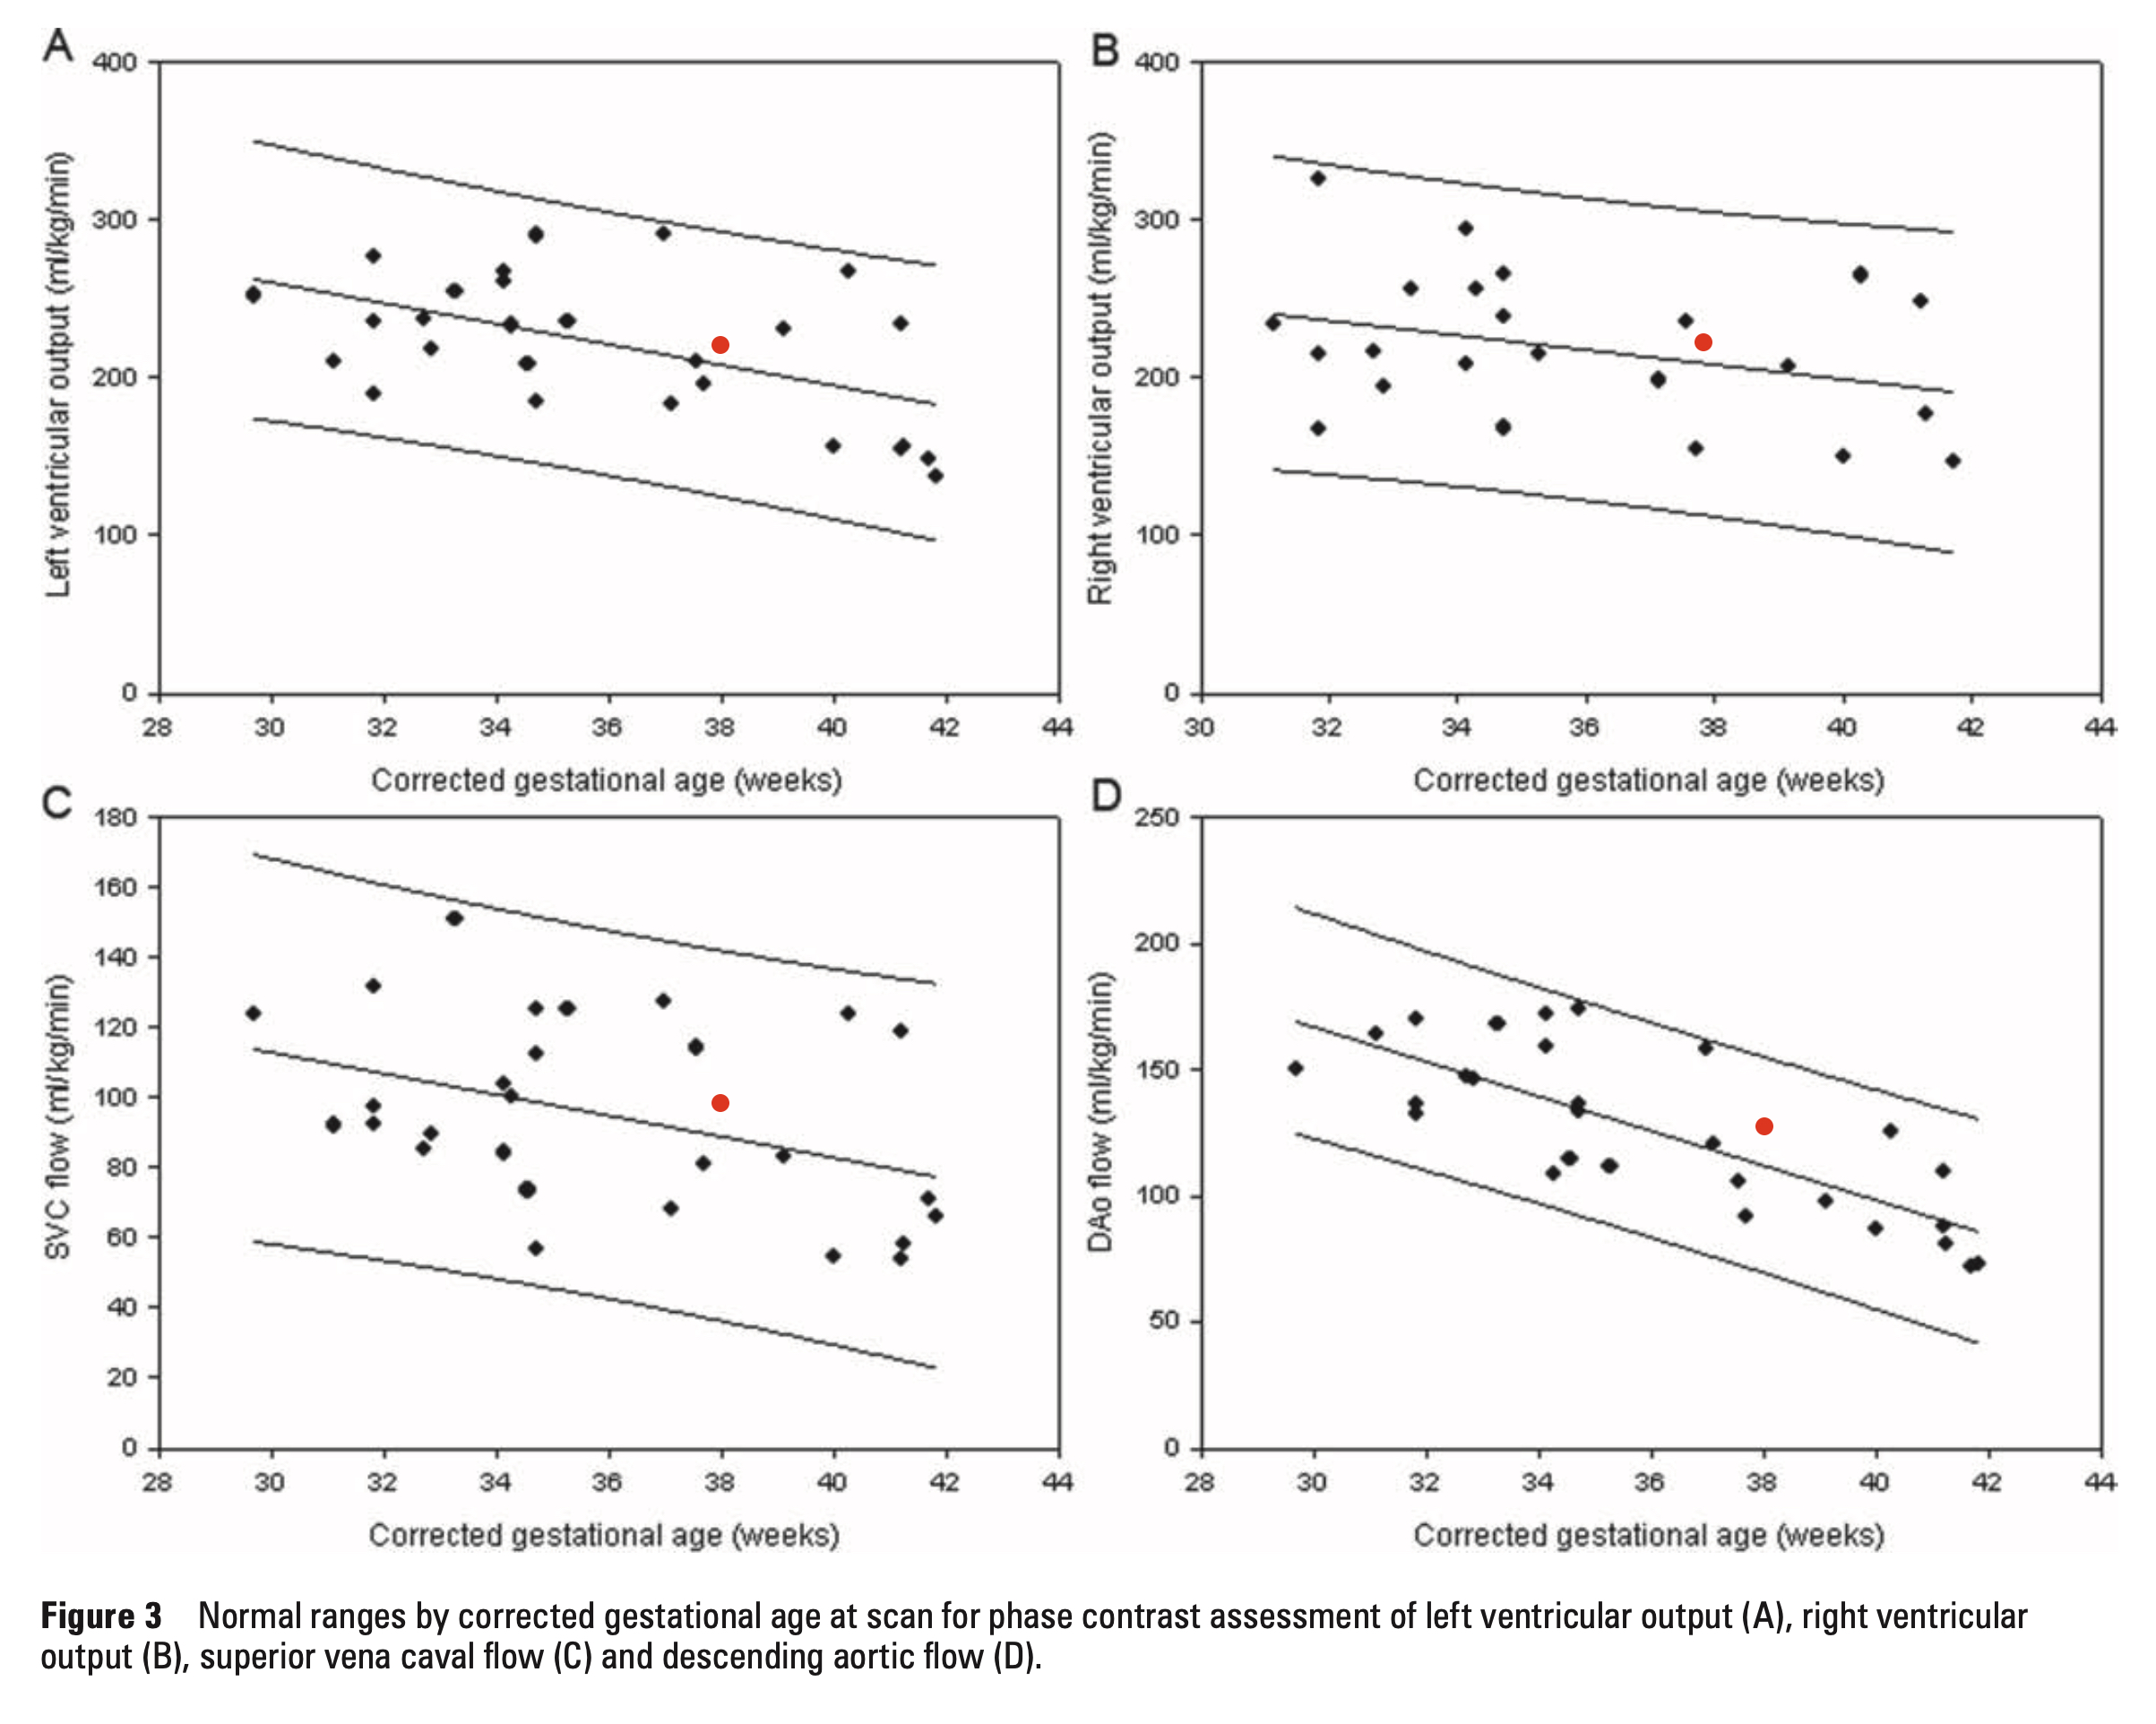 A
400
300
200
100
0
28 30 32 34 36 38 40 42 44
Left ventricular output (ml/kg/min)
Corrected gestational age (weeks)
B
400
300
200
100
0
30 32 34 36 38 40 42 44
Right ventricular output (ml/kg/min)
Corrected gestational age (weeks)
C
180
160
140
120
100
80
60
40
20
0
28 30 32 34 36 38 40 42 44
SVC flow (ml/kg/min)
Corrected gestational age (weeks)
D
250
200
150
100
50
0
28 30 32 34 36 38 40 42 44
DAo flow (ml/kg/min)
Corrected gestational age (weeks)
Figure 3 Normal ranges by corrected gestational age at scan for phase contrast assessment of left ventricular output (A), right ventricular
output (B), superior vena caval flow (C) and descending aortic flow (D).